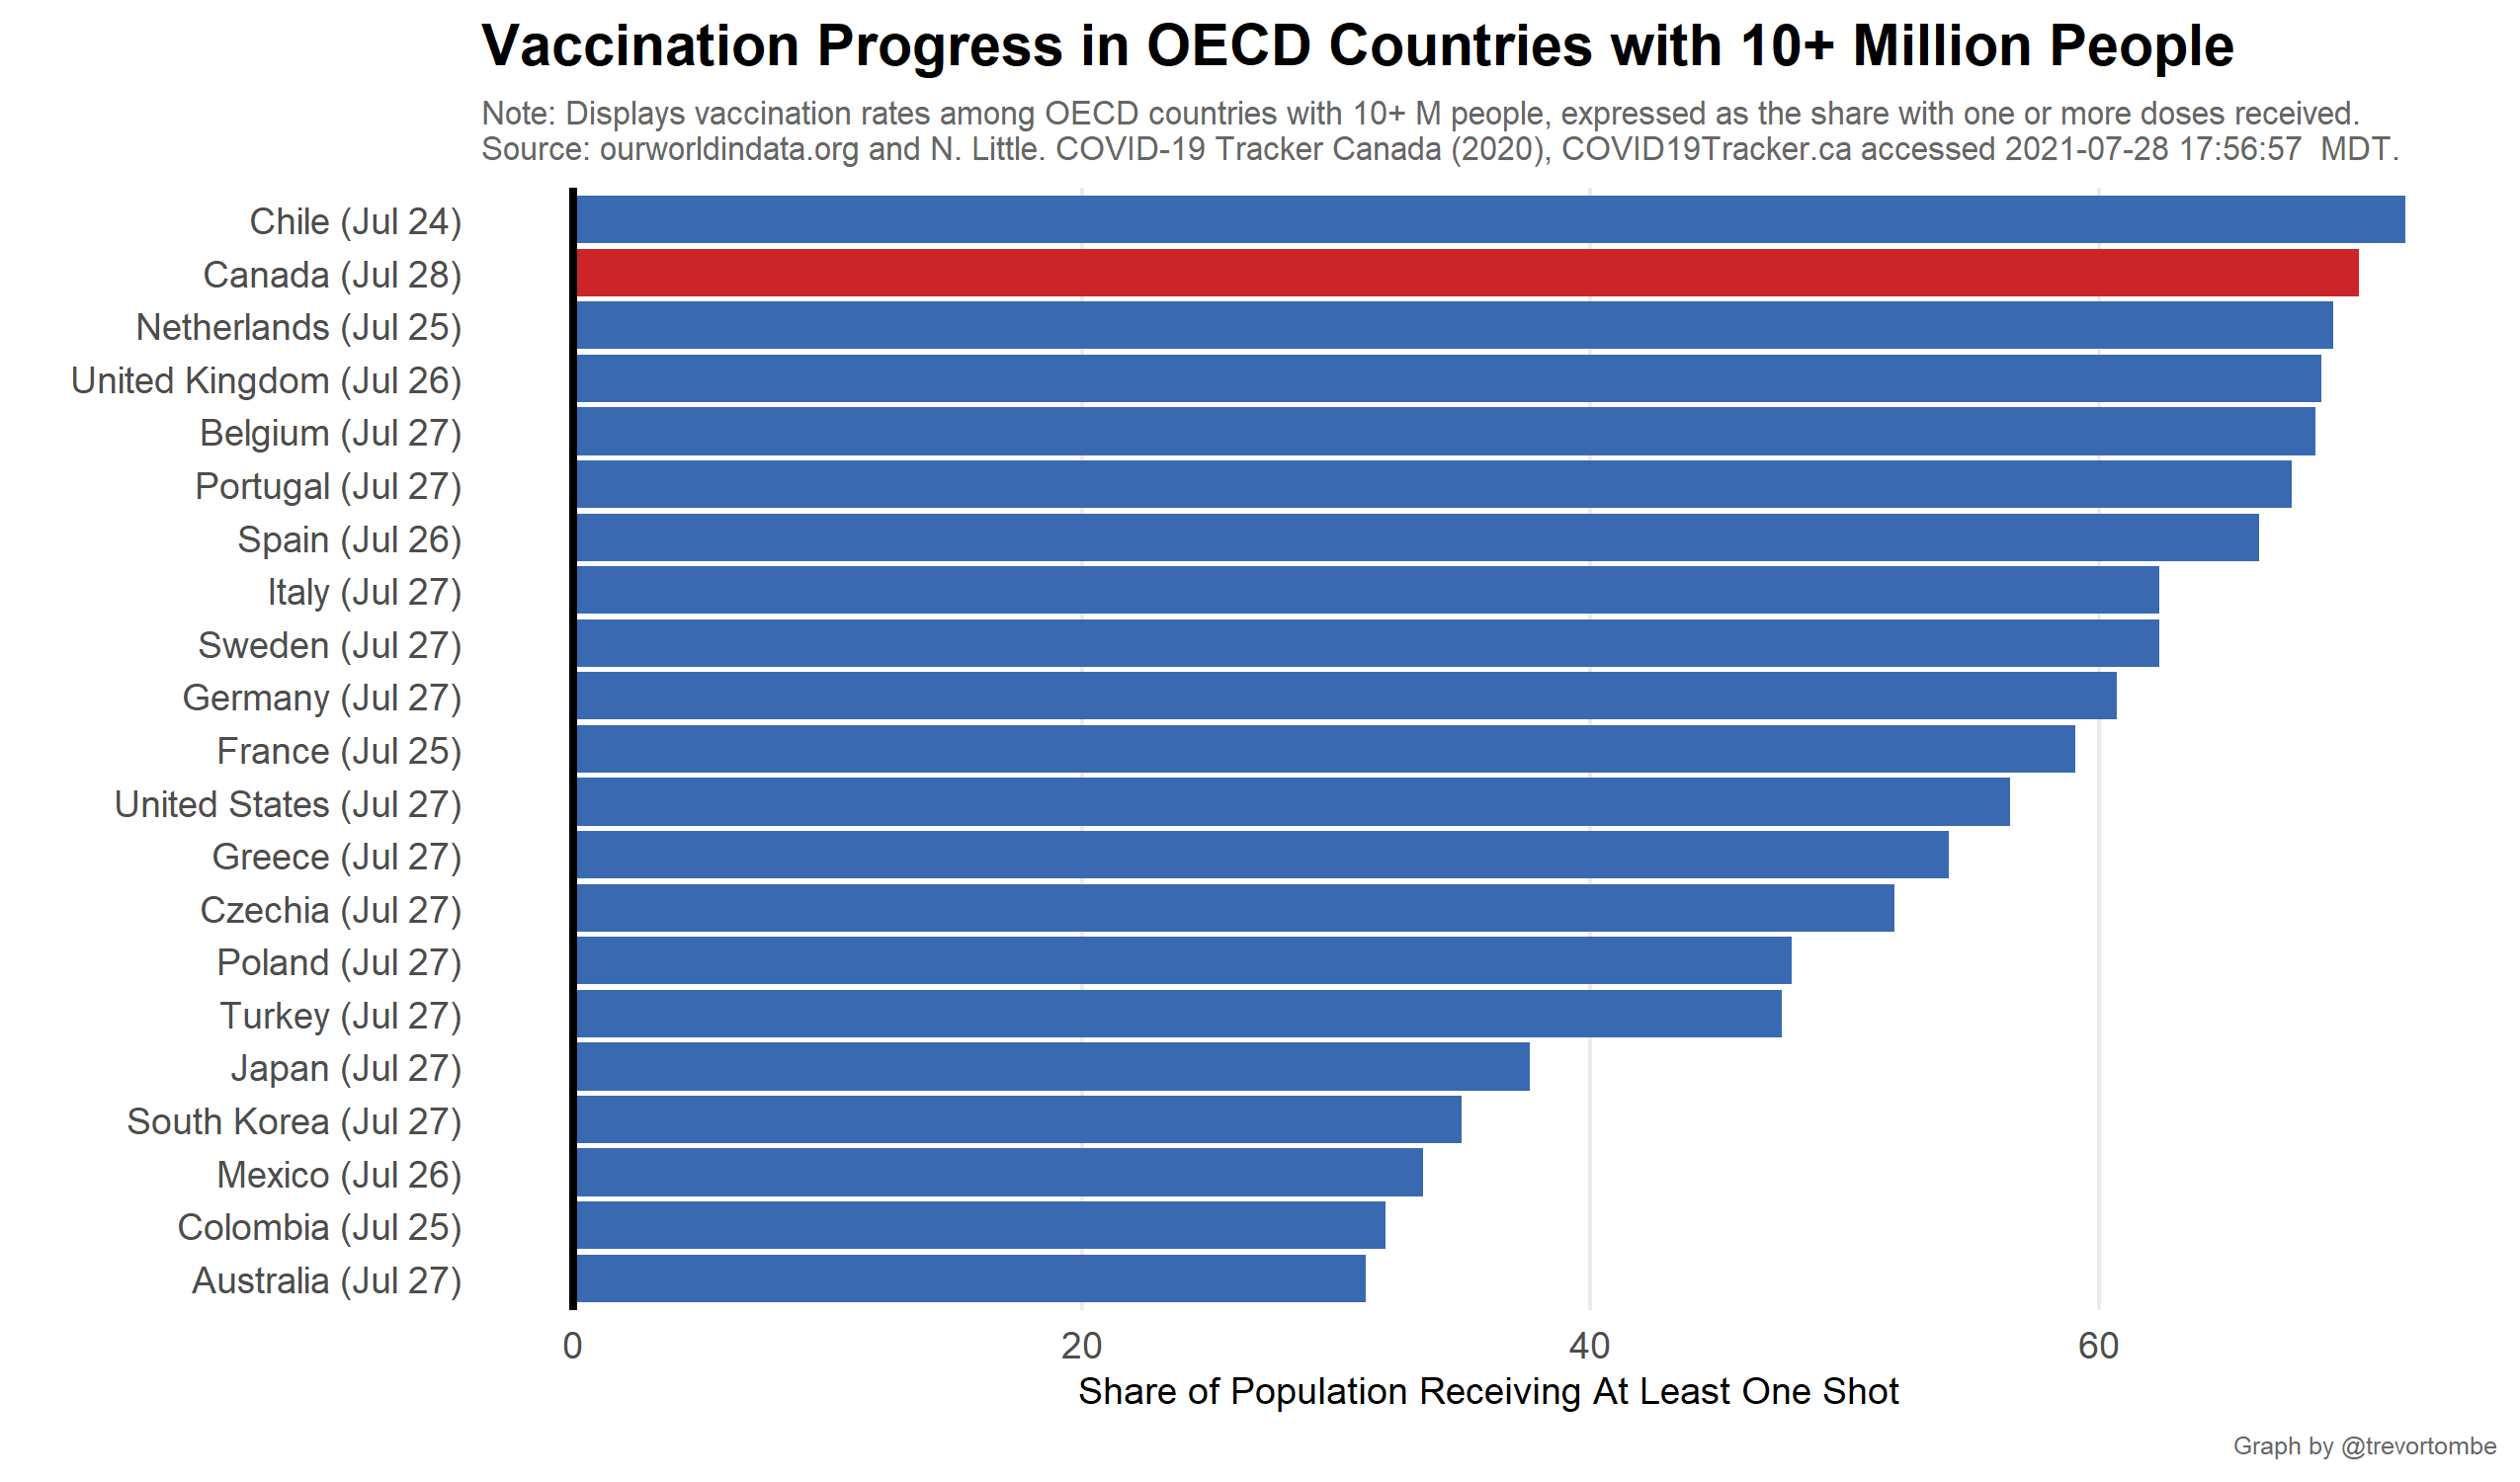 Vaccination Progress in OECD Countries with 10+ Million People
Note: Displays vaccination rates among OECD countries with 10+ M people, expressed as the share with one or more doses received.
Source: ourworldindata.org and N. Little. COVID-19 Tracker Canada (2020), COVID19Tracker.ca accessed 2021-07-28 17:56:57  MDT.
Chile (Jul 24)
Canada (Jul 28)
Netherlands (Jul 25)
United Kingdom (Jul 26)
Belgium (Jul 27)
Portugal (Jul 27)
Spain (Jul 26)
Italy (Jul 27)
Sweden (Jul 27)
Germany (Jul 27)
France (Jul 25)
United States (Jul 27)
Greece (Jul 27)
Czechia (Jul 27)
Poland (Jul 27)
Turkey (Jul 27)
Japan (Jul 27)
South Korea (Jul 27)
Mexico (Jul 26)
Colombia (Jul 25)
Australia (Jul 27)
0 20 40 60
Share of Population Receiving At Least One Shot
Graph by @trevortombe